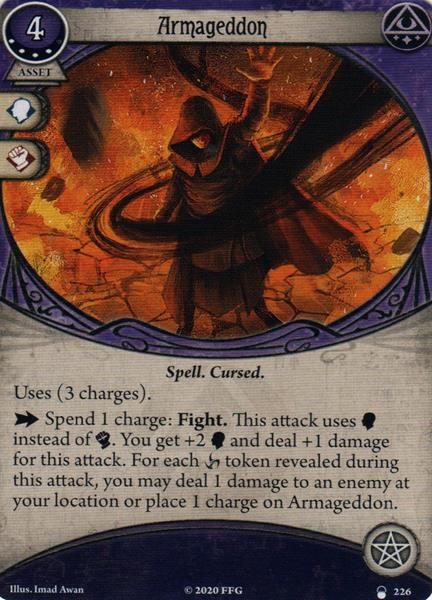 4
Armageddon
ASSET
Spell. Cursed.
Uses (3 charges).
Spend 1 charge: Fight. This attack uses
instead of . You get +2 and deal +1 damage
for this attack. For each token revealed during
this attack, you may deal 1 damage to an enemy at
your location or place 1 charge on Armageddon.
Illus. Imad Awan
© 2020 FFG
226